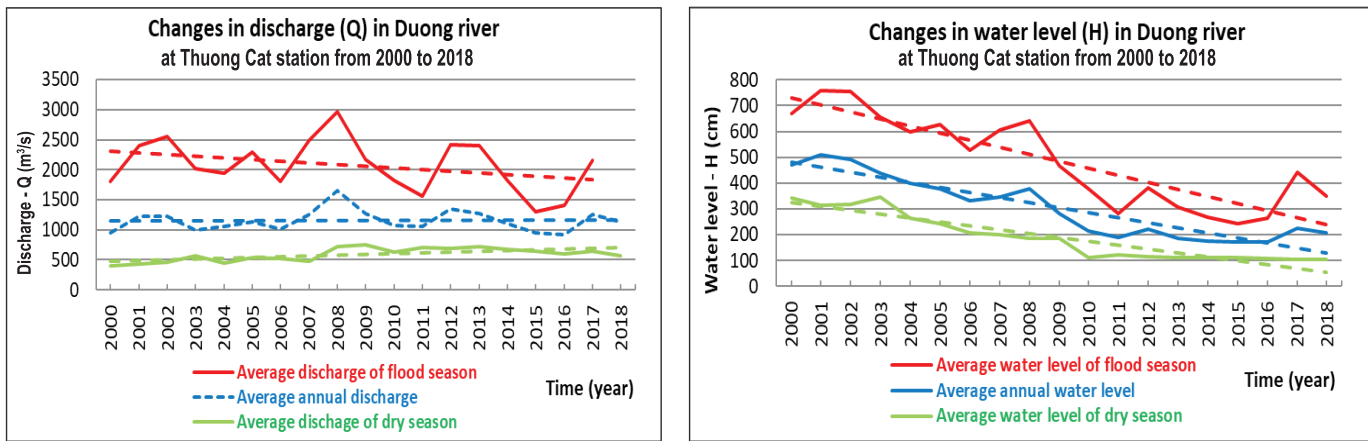 Changes in discharge (Q) in Duong river
at Thuong Cat station from 2000 to 2018
Discharge - Q (m³/s)
3500
3000
2500
2000
1500
1000
500
0
2000 2001 2002 2003 2004 2005 2006 2007 2008 2009 2010 2011 2012 2013 2014 2015 2016 2017 2018
Average discharge of flood season
Average annual discharge
Average dischage of dry season
Time (year)
Changes in water level (H) in Duong river
at Thuong Cat station from 2000 to 2018
Water level - H (cm)
800
700
600
500
400
300
200
100
0
2000 2001 2002 2003 2004 2005 2006 2007 2008 2009 2010 2011 2012 2013 2014 2015 2016 2017 2018
Average water level of flood season
Average annual water level
Average water level of dry season
Time (year)